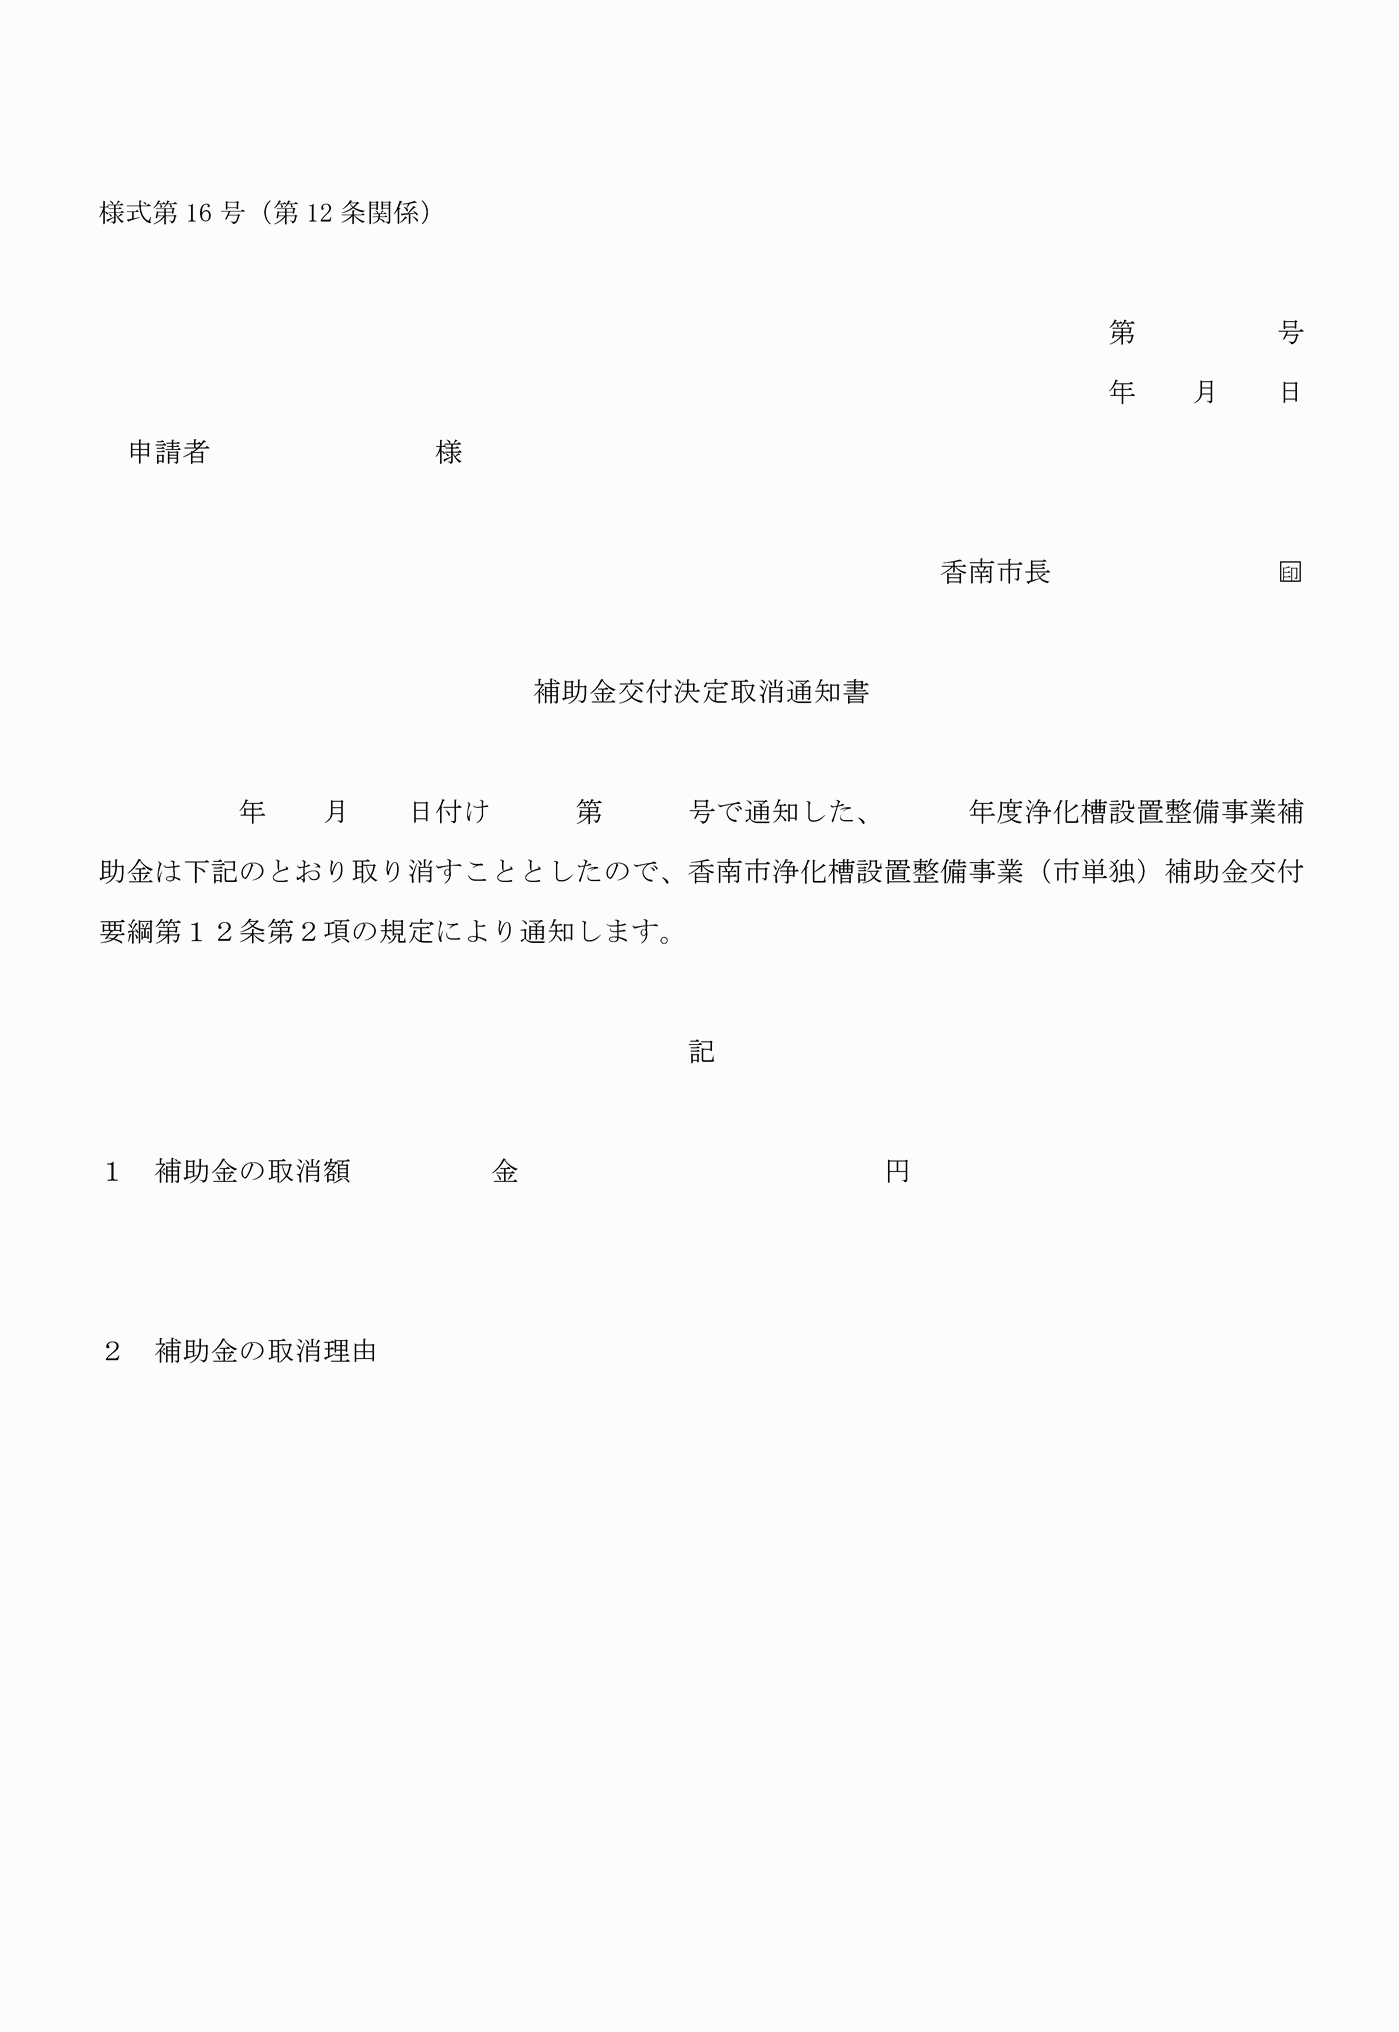 様式第 16 号（第 12 条関係）
第　　　　　号
年　　月　　日
申請者　　　　　　　　様
香南市長　　　　　　　　印
補助金交付決定取消通知書
年　　月　　日付け　　　第　　　号で通知した、　　　年度浄化槽設置整備事業補
助金は下記のとおり取り消すこととしたので、香南市浄化槽設置整備事業（市単独）補助金交付
要綱第１２条第２項の規定により通知します。
記
１　補助金の取消額　　　　　金　　　　　　　　　　　　　円
２　補助金の取消理由